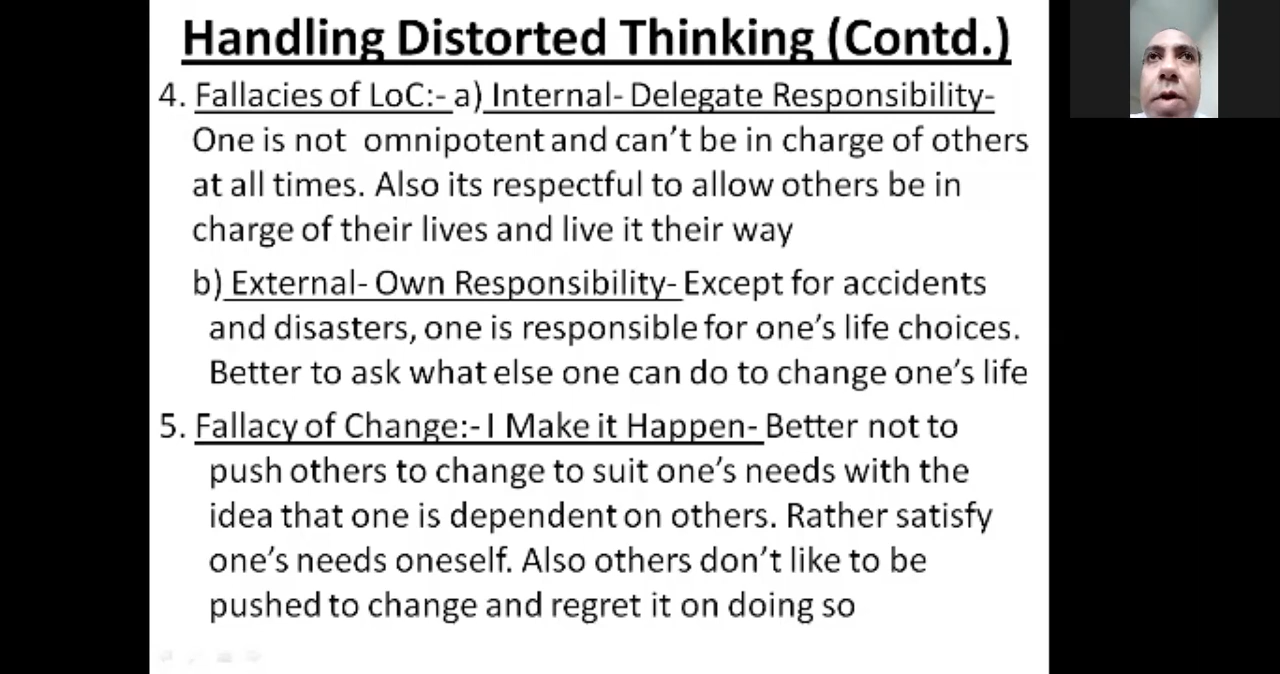 Handling Distorted Thinking (Contd.)
4. Fallacies of LoC:- a) Internal- Delegate Responsibility-
One is not omnipotent and can't be in charge of others
at all times. Also its respectful to allow others be in
charge of their lives and live it their way
b) External- Own Responsibility- Except for accidents
and disasters, one is responsible for one's life choices.
Better to ask what else one can do to change one's life
5. Fallacy of Change:- I Make it Happen- Better not to
push others to change to suit one's needs with the
idea that one is dependent on others. Rather satisfy
one's needs oneself. Also others don't like to be
pushed to change and regret it on doing so